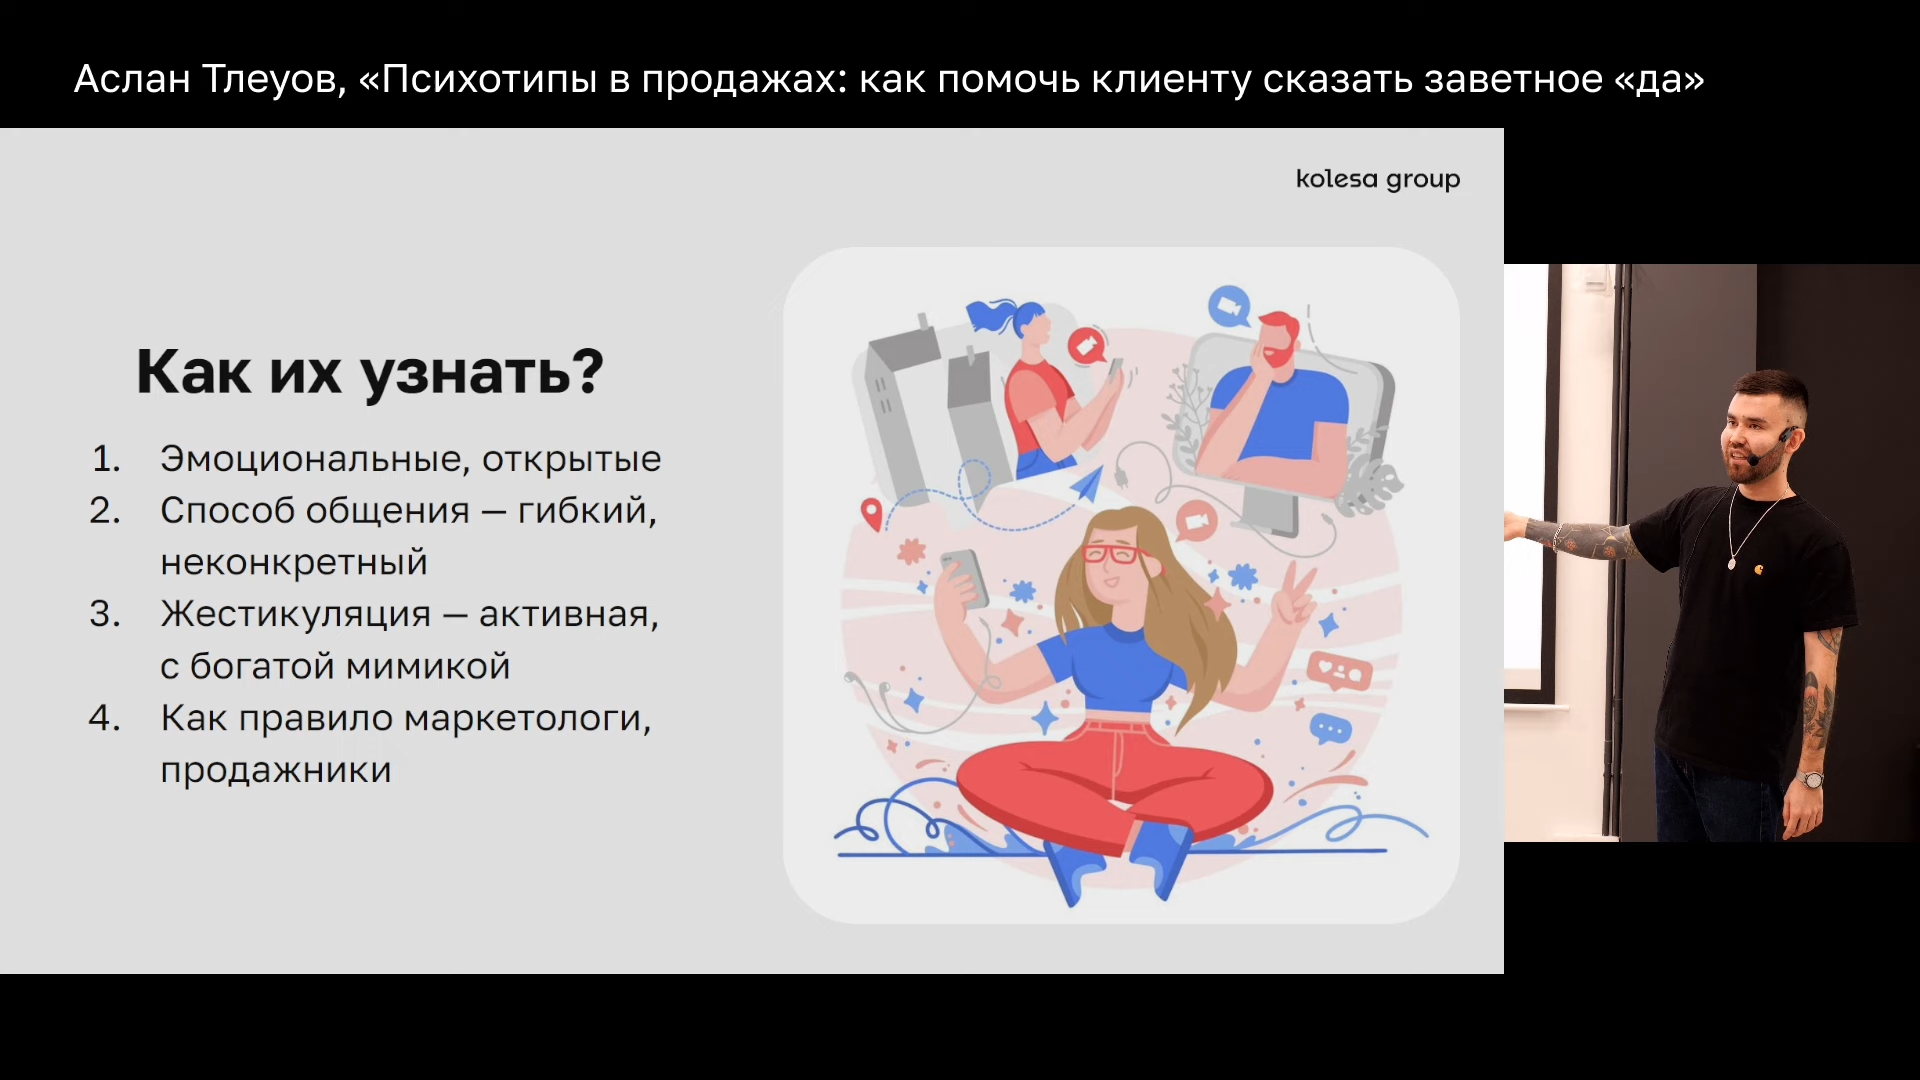 Аслан Тлеуов, «Психотипы в продажах: как помочь клиенту сказать заветное «да»
kolesa group
Как их узнать?
1. Эмоциональные, открытые
2. Способ общения — гибкий,
неконкретный
3. Жестикуляция — активная,
с богатой мимикой
4. Как правило маркетологи,
продажники